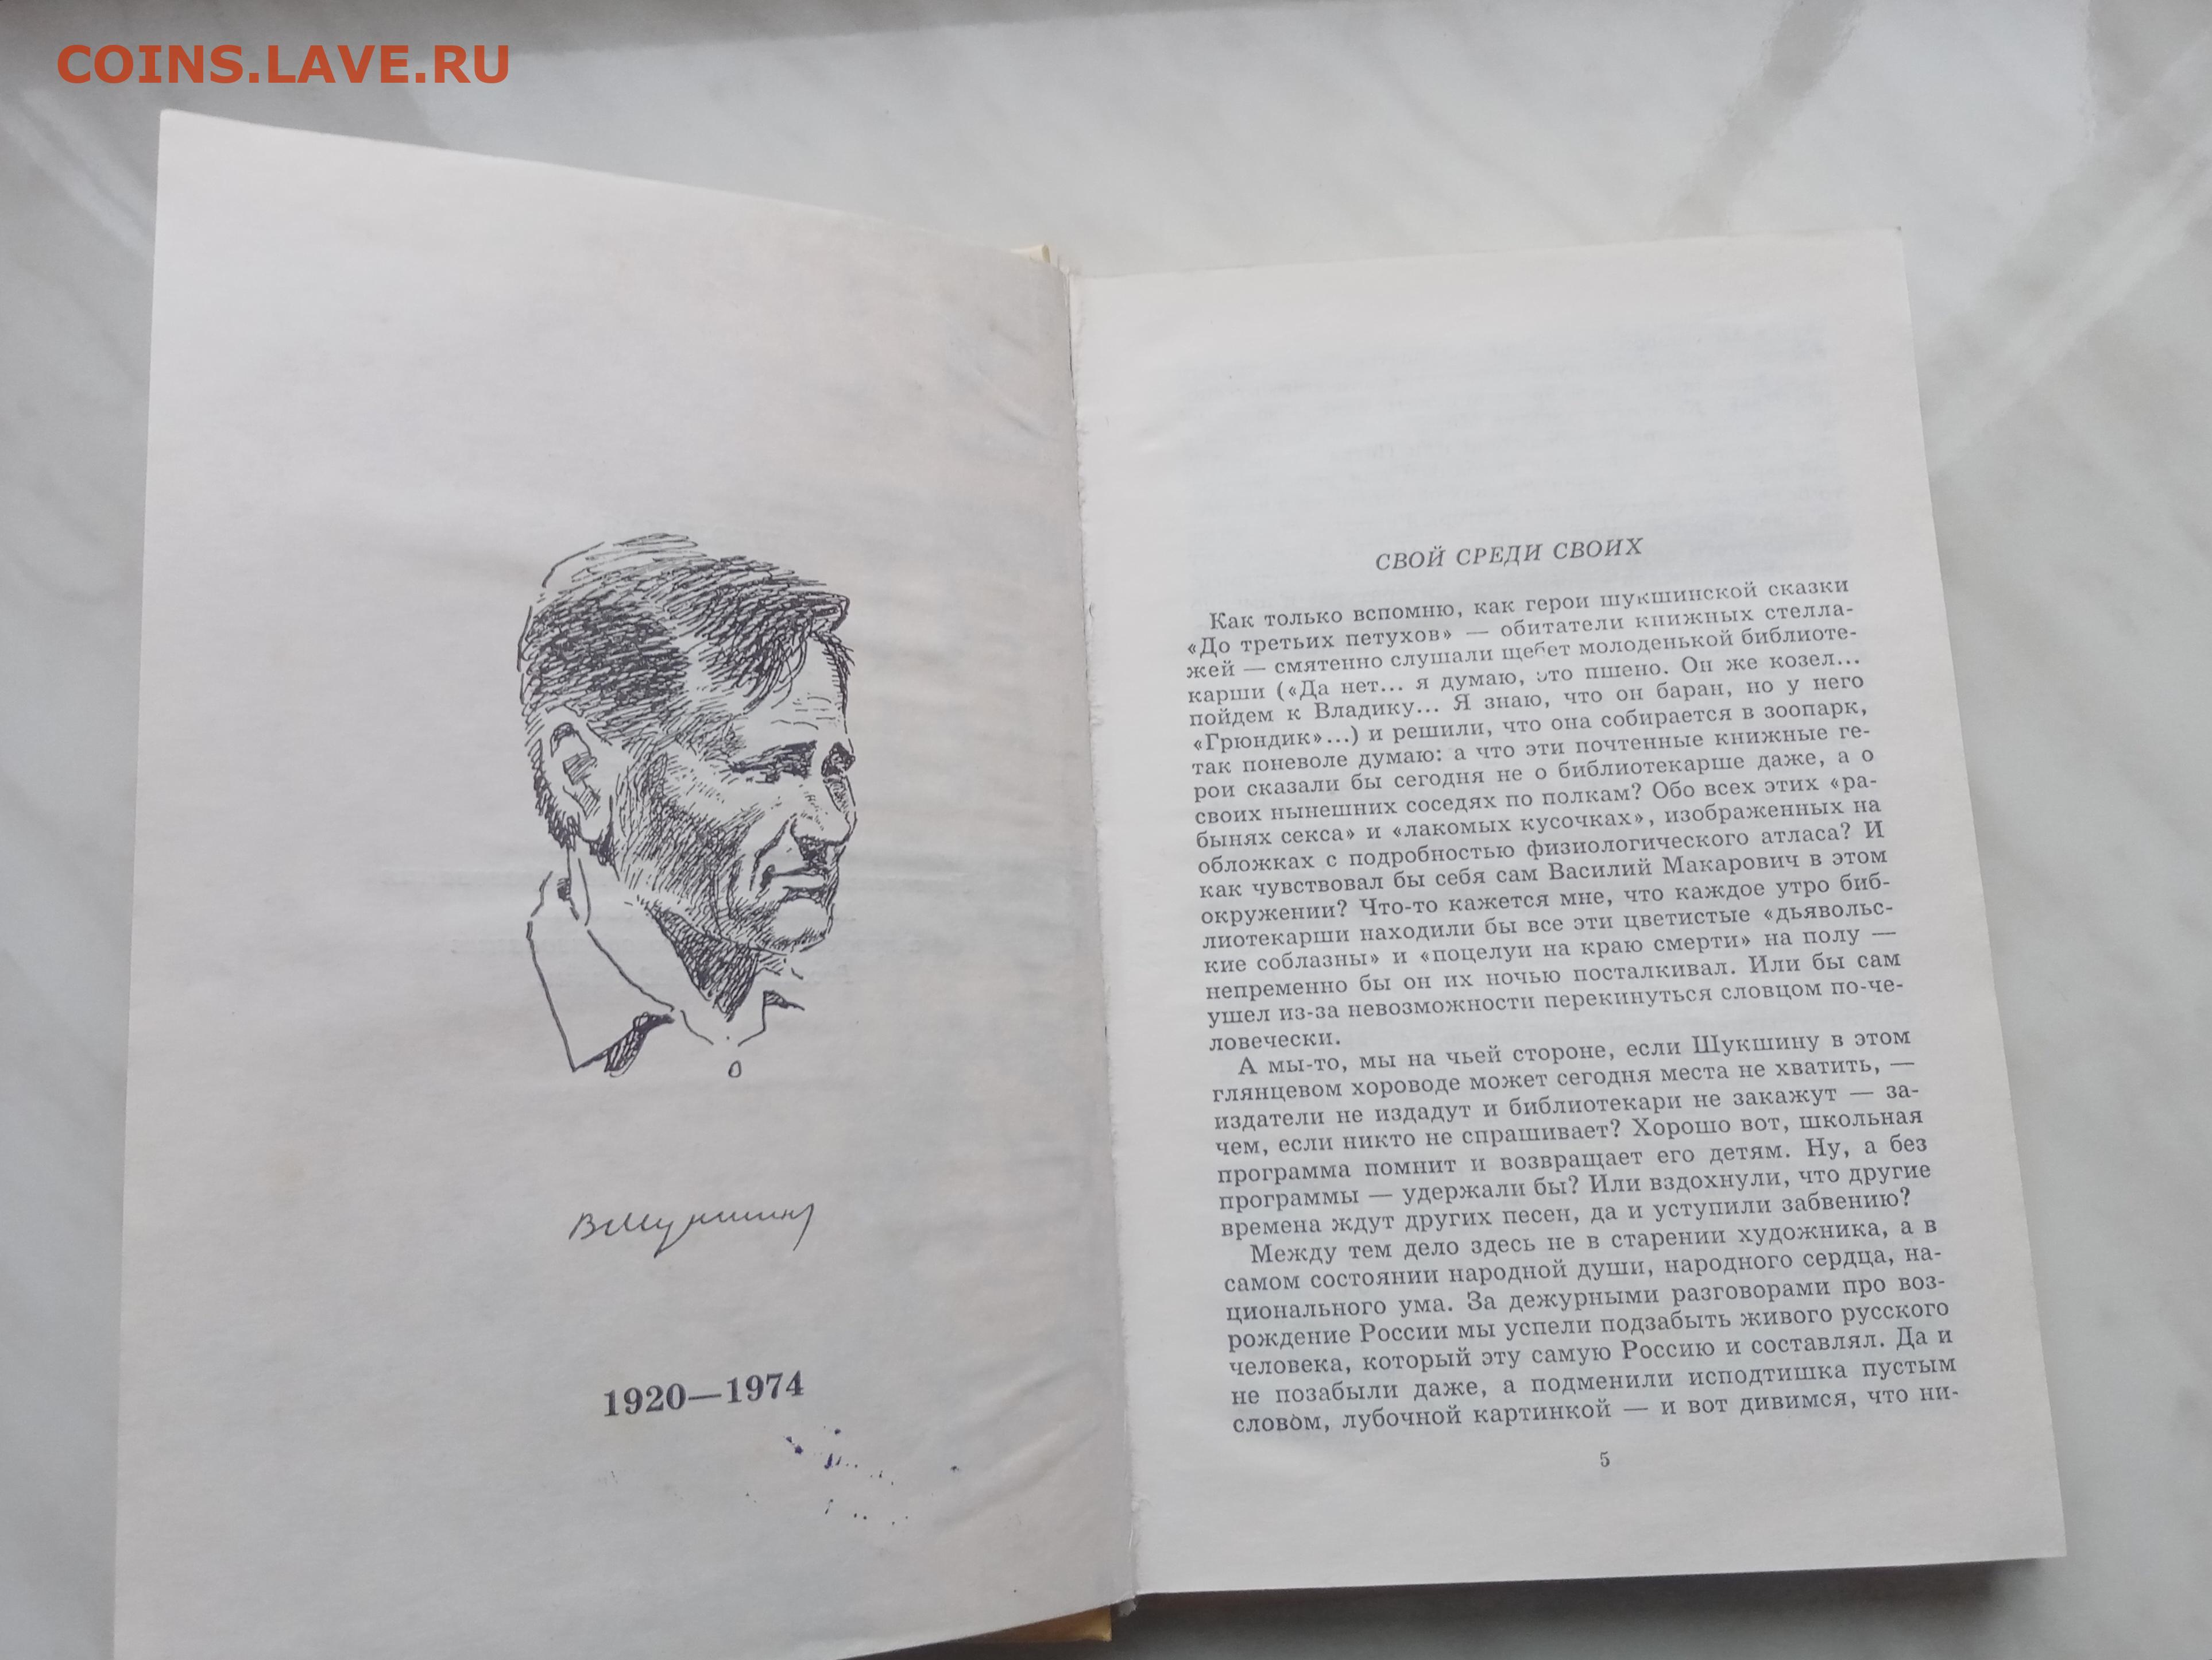 COINS.LAVE.RU
В Шукшин
1920—1974
СВОЙ СРЕДИ СВОИХ
Как только вспомню, как герои шукшинской сказки
«До третьих петухов» — обитатели книжных стелла-
жей — смятенно слушали щебет молоденькой библиоте-
карши («Да нет... я думаю, это пшено. Он же козел...
пойдем к Владику... Я знаю, что он баран, но у него
«Грюндик»...) и решили, что она собирается в зоопарк,
так поневоле думаю: а что эти почтенные книжные ге-
рои сказали бы сегодня не о библиотекарше даже, а о
своих нынешних соседях по полкам? Обо всех этих «ра-
бынях секса» и «лакомых кусочках», изображенных на
обложках с подробностью физиологического атласа? И
как чувствовал бы себя сам Василий Макарович в этом
окружении? Что-то кажется мне, что каждое утро биб-
лиотекарши находили бы все эти цветистые «дьявольс-
кие соблазны» и «поцелуи на краю смерти» на полу —
непременно бы он их ночью посталкивал. Или бы сам
ушел из-за невозможности перекинуться словцом по-че-
ловечески.
А мы-то, мы на чьей стороне, если Шукшину в этом
глянцевом хороводе может сегодня места не хватить, —
издатели не издадут и библиотекари не закажут — за-
чем, если никто не спрашивает? Хорошо вот, школьная
программа помнит и возвращает его детям. Ну, а без
программы — удержали бы? Или вздохнули, что другие
времена ждут других песен, да и уступили забвению?
Между тем дело здесь не в старении художника, а в
самом состоянии народной души, народного сердца, на-
ционального ума. За дежурными разговорами про воз-
рождение России мы успели подзабыть живого русского
человека, который эту самую Россию и составлял. Да и
не позабыли даже, а подменили исподтишка пустым
словом, лубочной картинкой — и вот дивимся, что ни-
5